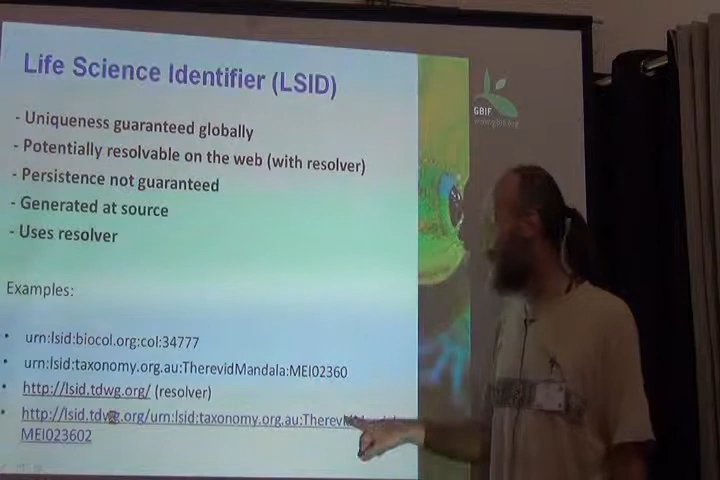 Life Science Identifier (LSID)
- Uniqueness guaranteed globally
- Potentially resolvable on the web (with resolver)
- Persistence not guaranteed
- Generated at source
- Uses resolver
GBIF
Examples:
• urn:lsid:biocol.org:col:34777
• urn:lsid:taxonomy.org.au:TherevidMandala:MEI02360
• http://lsid.tdwg.org/ (resolver)
• http://lsid.tdwg.org/urn:lsid:taxonomy.org.au:Therevid
MEI023602